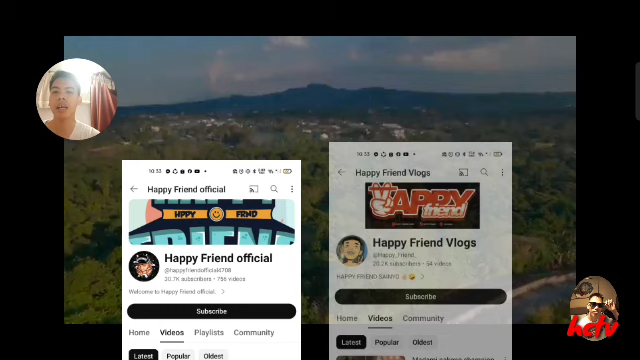 10:33
Happy Friend official
HPPY FRND
Happy Friend official
@happyfriendofficial4708
30.7K subscribers • 756 videos
Welcome to Happy Friend official.
Subscribe
Home Videos Playlists Community
Latest Popular Oldest
10:33
Happy Friend Vlogs
HAPPY
friend
Happy Friend Vlogs
@Happy_Friend_
20.2K subscribers • 54 videos
HAPPY FRIEND SAINYO
Subscribe
Home Videos Community
Latest Popular Oldest
hctv